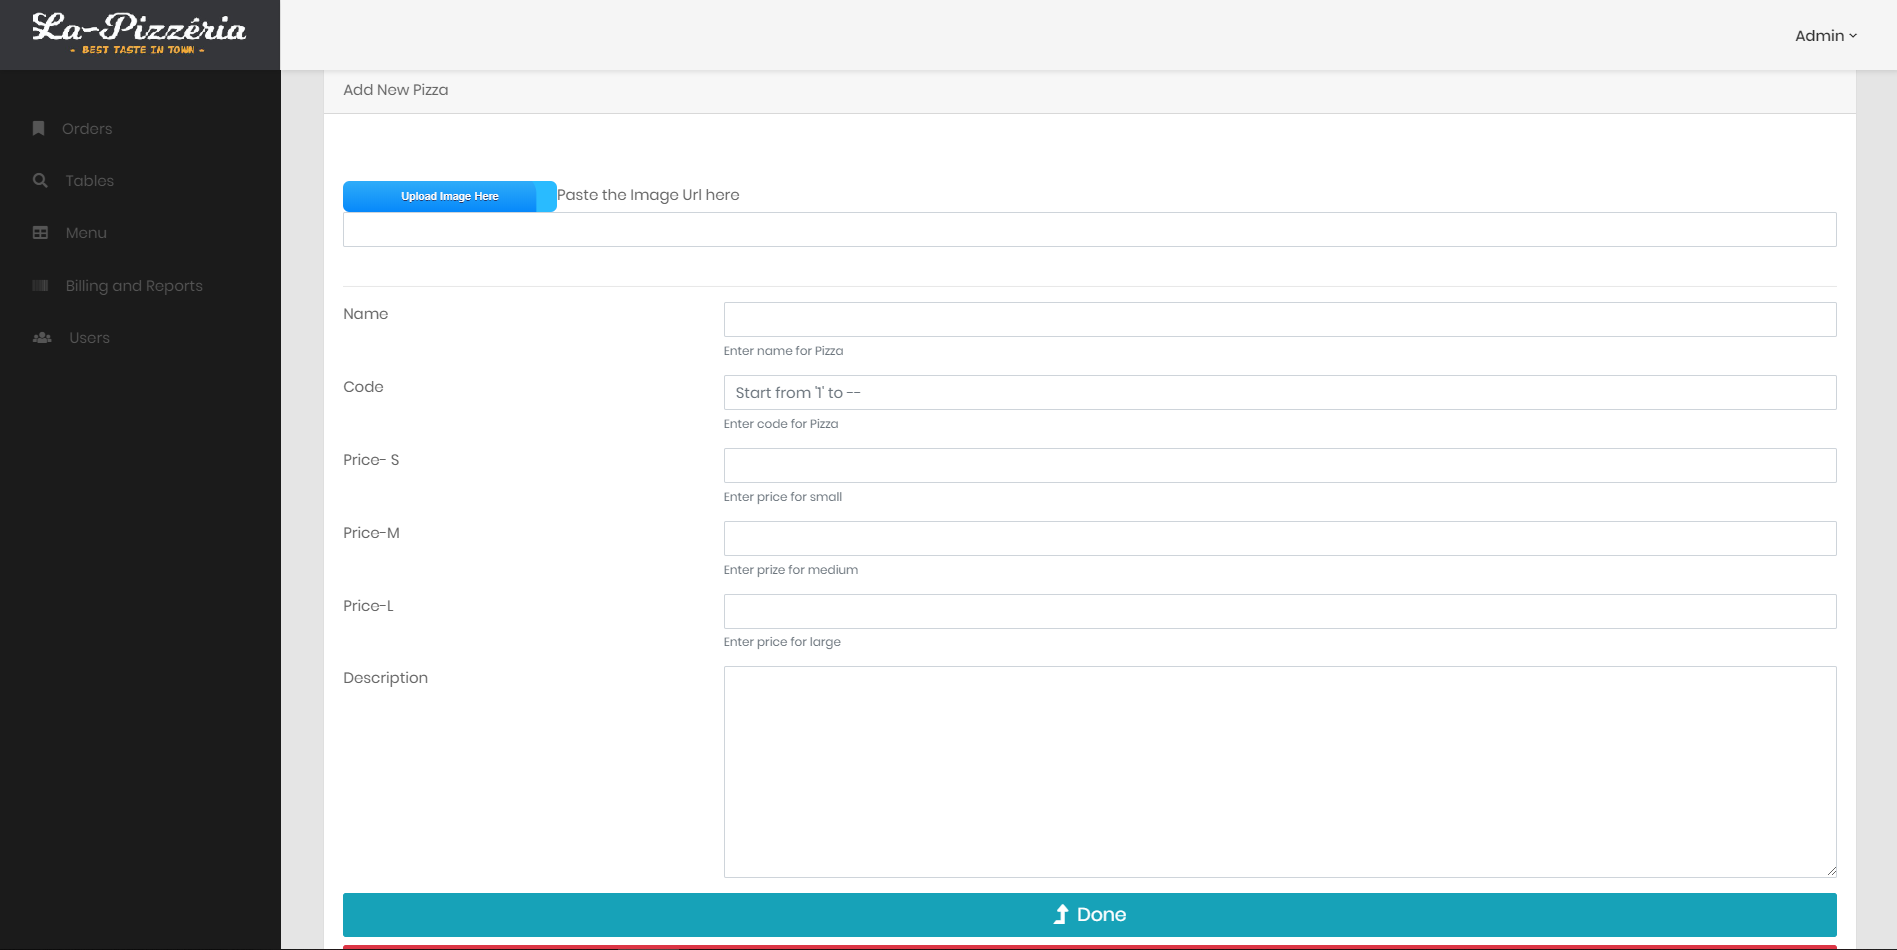 La-Pizzéria
- BEST TASTE IN TOWN -
Admin
Orders
Tables
Menu
Billing and Reports
Users
Add New Pizza
Upload Image Here
Paste the Image Url here
Name
Enter name for Pizza
Code
Start from '1' to --
Enter code for Pizza
Price- S
Enter price for small
Price-M
Enter prize for medium
Price-L
Enter price for large
Description
Done